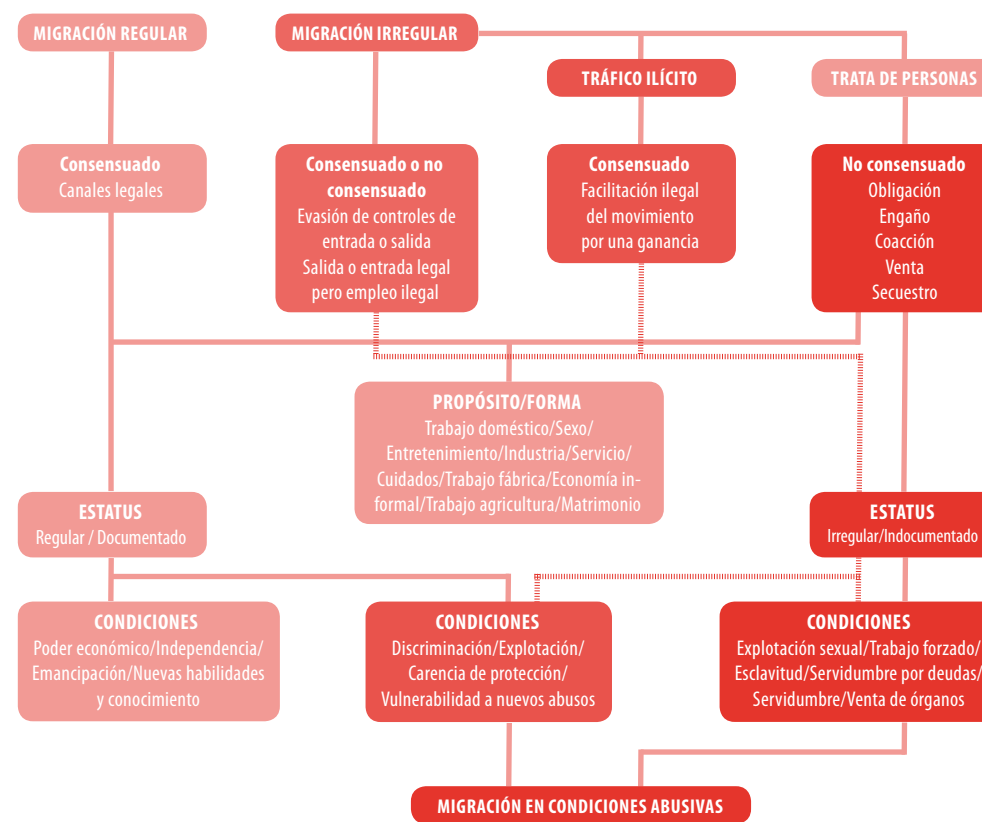 MIGRACIÓN REGULAR
MIGRACIÓN IRREGULAR
TRÁFICO ILÍCITO
TRATA DE PERSONAS
Consensuado
Canales legales
Consensuado o no
consensuado
Evasión de controles de
entrada o salida
Salida o entrada legal
pero empleo ilegal
Consensuado
Facilitación ilegal
del movimiento
por una ganancia
No consensuado
Obligación
Engaño
Coacción
Venta
Secuestro
PROPÓSITO/FORMA
Trabajo doméstico/Sexo/
Entretenimiento/Industria/Servicio/
Cuidados/Trabajo fábrica/Economía in-
formal/Trabajo agricultura/Matrimonio
ESTATUS
Regular / Documentado
ESTATUS
Irregular/Indocumentado
CONDICIONES
Poder económico/Independencia/
Emancipación/Nuevas habilidades
y conocimiento
CONDICIONES
Discriminación/Explotación/
Carencia de protección/
Vulnerabilidad a nuevos abusos
CONDICIONES
Explotación sexual/Trabajo forzado/
Esclavitud/Servidumbre por deudas/
Servidumbre/Venta de órganos
MIGRACIÓN EN CONDICIONES ABUSIVAS